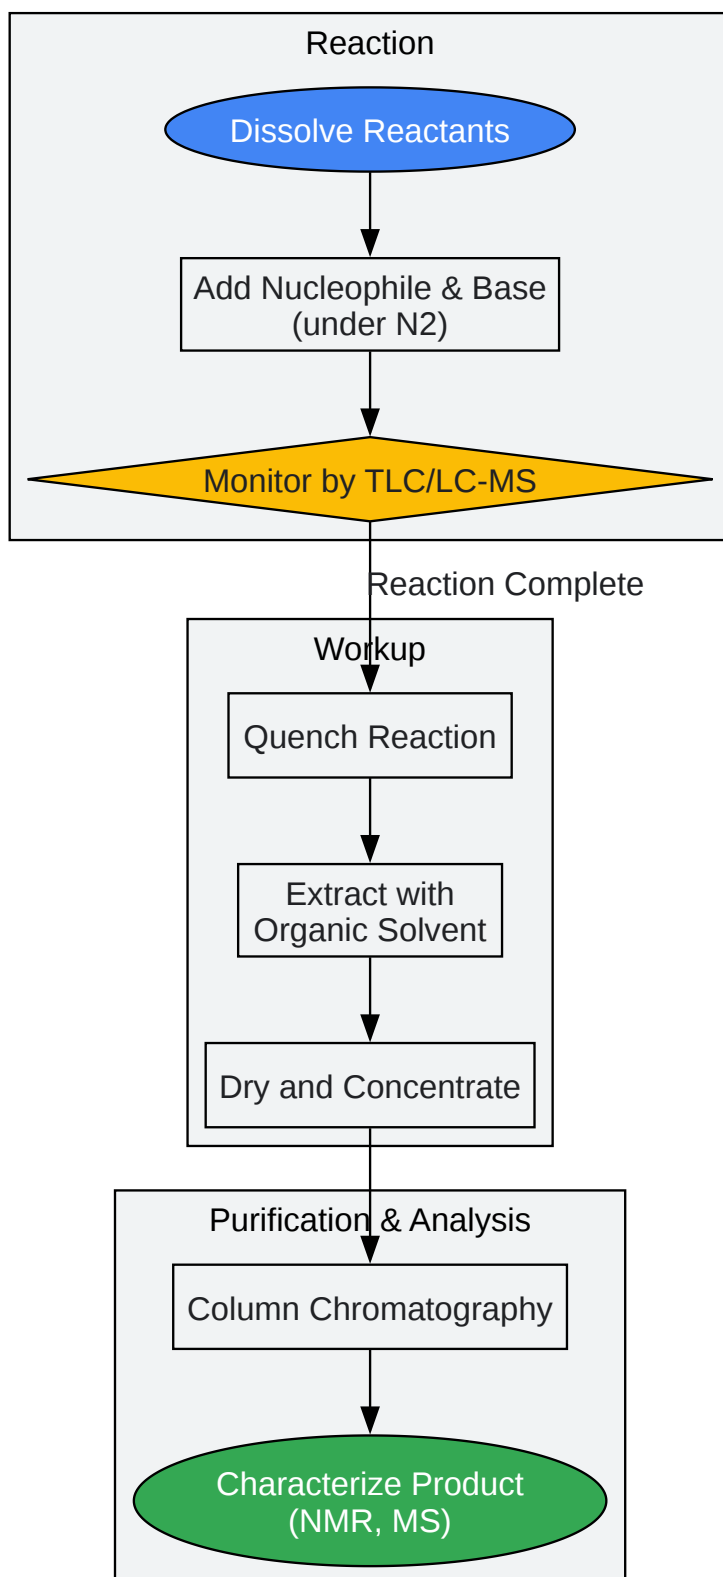 Reaction
Dissolve Reactants
Add Nucleophile & Base
(under N2)
Monitor by TLC/LC-MS
Reaction Complete
Workup
Quench Reaction
Extract with
Organic Solvent
Dry and Concentrate
Purification & Analysis
Column Chromatography
Characterize Product
(NMR, MS)